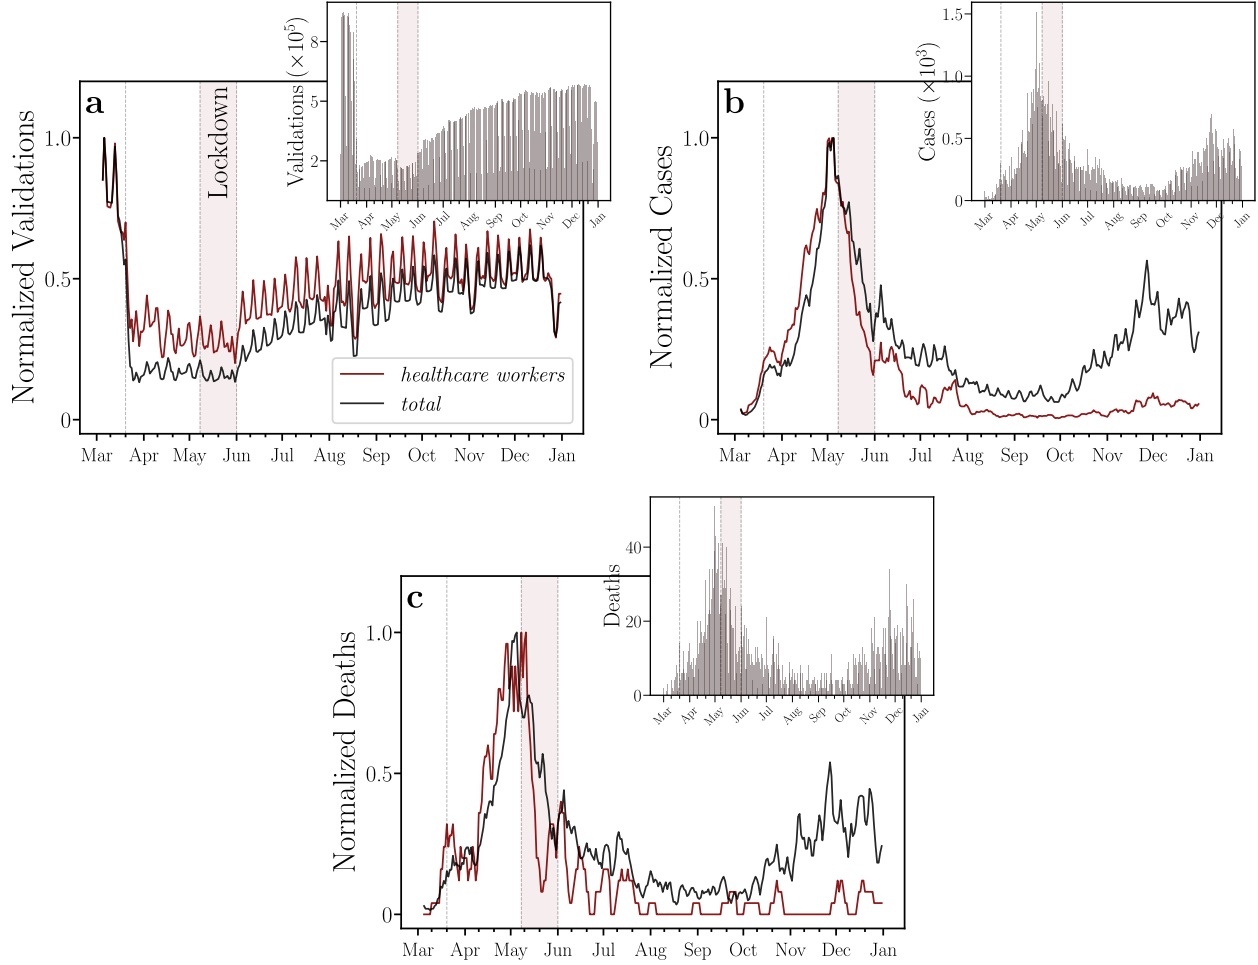 a
Lockdown
Normalized Validations
1.0
0.5
0
Mar Apr May Jun Jul Aug Sep Oct Nov Dec Jan
healthcare workers
total
Validations (×10⁵)
8
5
2
Mar Apr May Jun Jul Aug Sep Oct Nov Dec Jan
b
Normalized Cases
1.0
0.5
0
Mar Apr May Jun Jul Aug Sep Oct Nov Dec Jan
Cases (×10³)
1.5
1.0
0.5
0
Mar Apr May Jun Jul Aug Sep Oct Nov Dec Jan
c
Normalized Deaths
1.0
0.5
0
Mar Apr May Jun Jul Aug Sep Oct Nov Dec Jan
Deaths
40
20
0
Mar Apr May Jun Jul Aug Sep Oct Nov Dec Jan